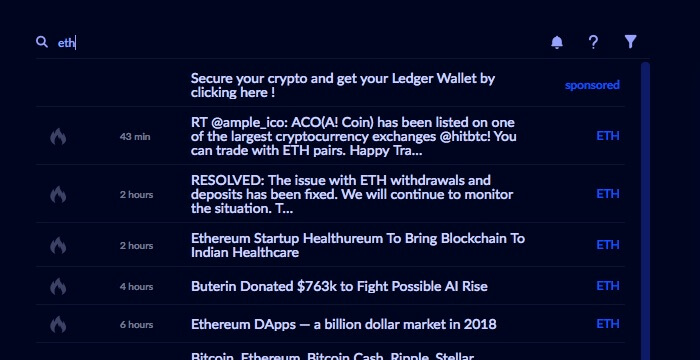 eth
Secure your crypto and get your Ledger Wallet by
clicking here !
sponsored
RT @ample_ico: ACO(A! Coin) has been listed on one
43 min
of the largest cryptocurrency exchanges @hitbtc! You
ETH
can trade with ETH pairs. Happy Tra...
RESOLVED: The issue with ETH withdrawals and
2 hours
deposits has been fixed. We will continue to monitor
ETH
the situation. T...
2 hours
Ethereum Startup Healthureum To Bring Blockchain To
Indian Healthcare
ETH
4 hours
Buterin Donated $763k to Fight Possible AI Rise
ETH
6 hours
Ethereum DApps — a billion dollar market in 2018
ETH
Bitcoin, Ethereum, Bitcoin Cash, Ripple, Stellar